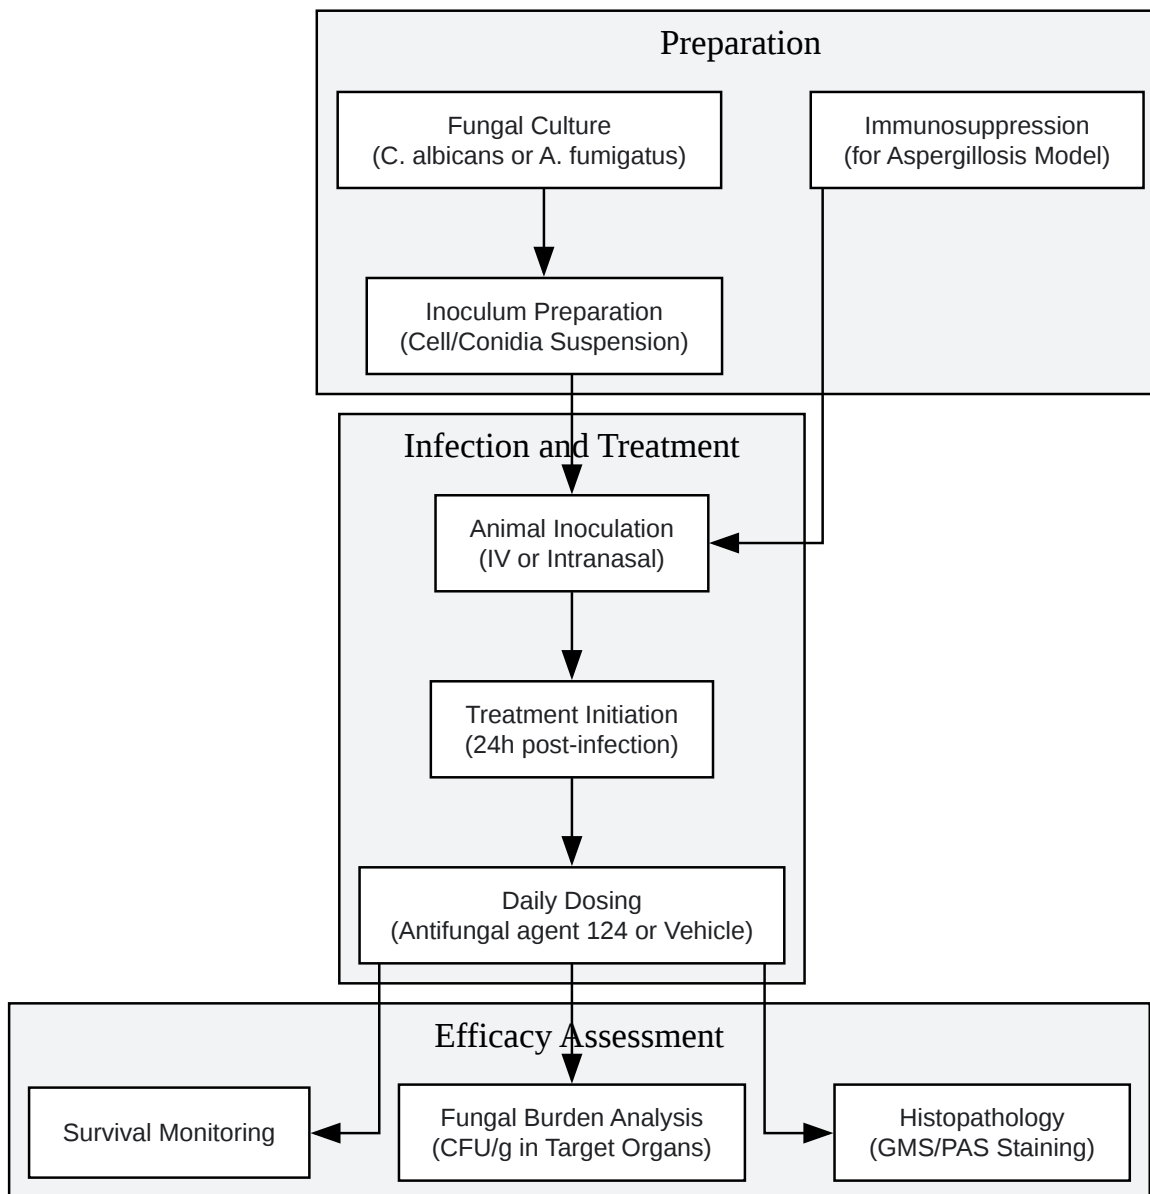 Preparation
Fungal Culture
(C. albicans or A. fumigatus)
Immunosuppression
(for Aspergillosis Model)
Inoculum Preparation
(Cell/Conidia Suspension)
Infection and Treatment
Animal Inoculation
(IV or Intranasal)
Treatment Initiation
(24h post-infection)
Daily Dosing
(Antifungal agent 124 or Vehicle)
Efficacy Assessment
Survival Monitoring
Fungal Burden Analysis
(CFU/g in Target Organs)
Histopathology
(GMS/PAS Staining)